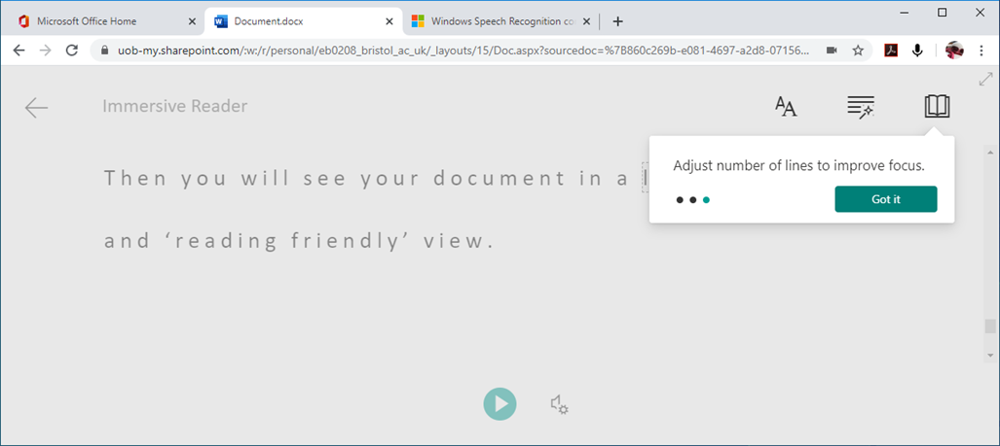 Microsoft Office Home
Document.docx
Windows Speech Recognition co
uob-my.sharepoint.com/:w:/r/personal/eb0208_bristol_ac_uk/_layouts/15/Doc.aspx?sourcedoc=%7B860c269b-e081-4697-a2d8-07156...
Immersive Reader
AA
Adjust number of lines to improve focus.
Got it
Then you will see your document in a l
and ‘reading friendly’ view.